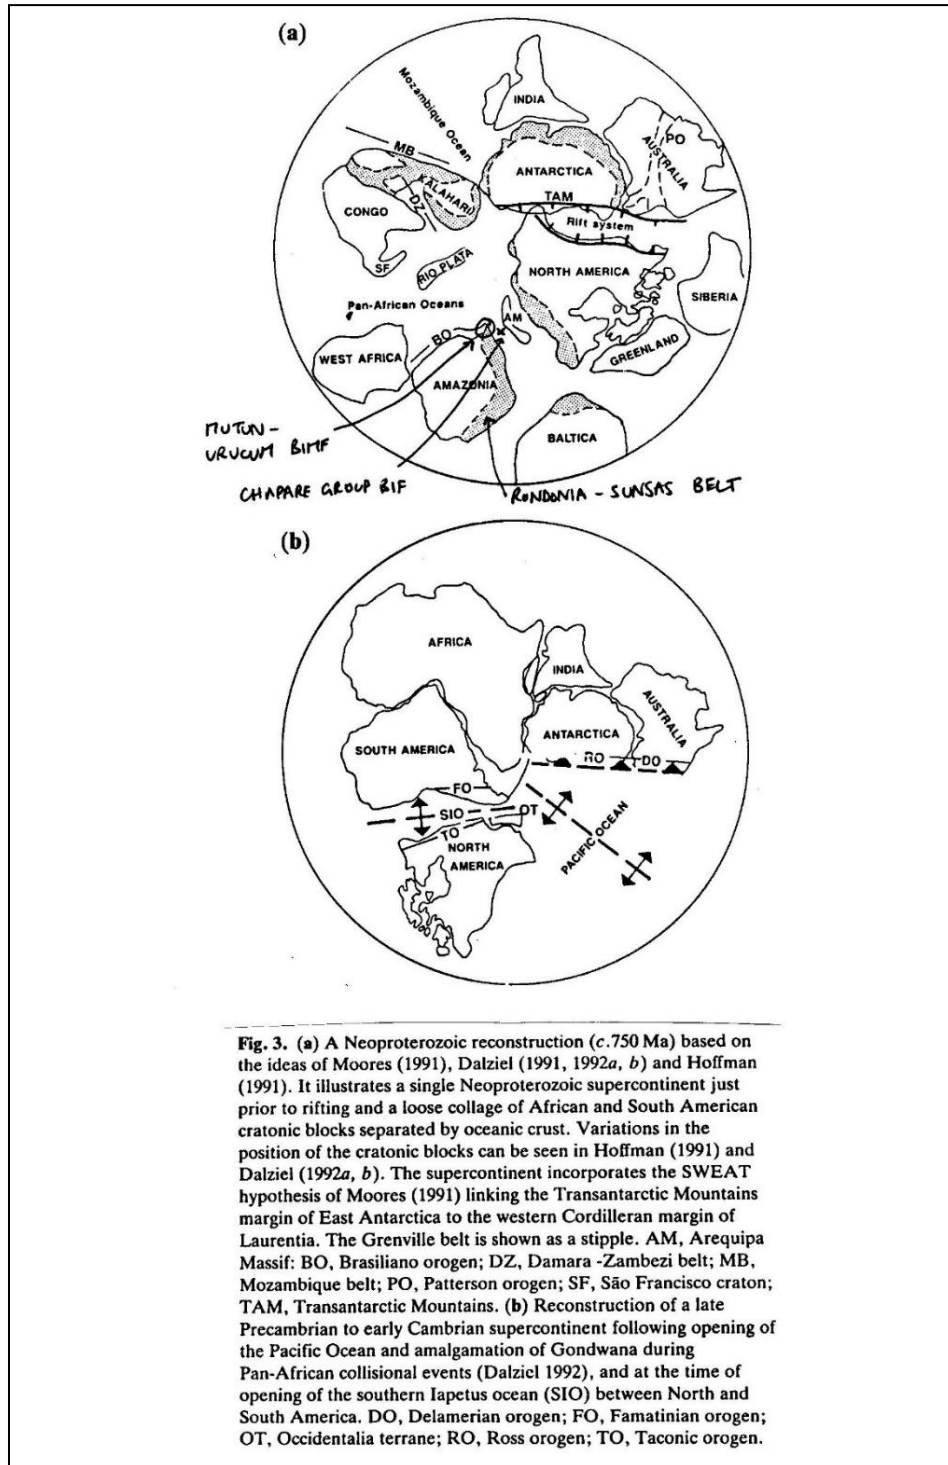 (a)
Mozambique Ocean
INDIA
MB
ANTARCTICA
PO
AUSTRALIA
KALAHARI
DZ
TAM
CONGO
Rift system
SF
RIO PLATA
NORTH AMERICA
SIBERIA
Pan-African Oceans
AM
BO
GREENLAND
WEST AFRICA
AMAZONIA
BALTICA
MUTUN-
URUCUM BIMF
CHAPARE GROUP BIF
RONDONIA - SUNSAS BELT
(b)
AFRICA
INDIA
AUSTRALIA
ANTARCTICA
SOUTH AMERICA
RO
DO
FO
SIO
OT
TO
PACIFIC OCEAN
NORTH
AMERICA
Fig. 3. (a) A Neoproterozoic reconstruction (c.750 Ma) based on
the ideas of Moores (1991), Dalziel (1991, 1992a, b) and Hoffman
(1991). It illustrates a single Neoproterozoic supercontinent just
prior to rifting and a loose collage of African and South American
cratonic blocks separated by oceanic crust. Variations in the
position of the cratonic blocks can be seen in Hoffman (1991) and
Dalziel (1992a, b). The supercontinent incorporates the SWEAT
hypothesis of Moores (1991) linking the Transantarctic Mountains
margin of East Antarctica to the western Cordilleran margin of
Laurentia. The Grenville belt is shown as a stipple. AM, Arequipa
Massif: BO, Brasiliano orogen; DZ, Damara -Zambezi belt; MB,
Mozambique belt; PO, Patterson orogen; SF, São Francisco craton;
TAM, Transantarctic Mountains. (b) Reconstruction of a late
Precambrian to early Cambrian supercontinent following opening of
the Pacific Ocean and amalgamation of Gondwana during
Pan-African collisional events (Dalziel 1992), and at the time of
opening of the southern Iapetus ocean (SIO) between North and
South America. DO, Delamerian orogen; FO, Famatinian orogen;
OT, Occidentalia terrane; RO, Ross orogen; TO, Taconic orogen.